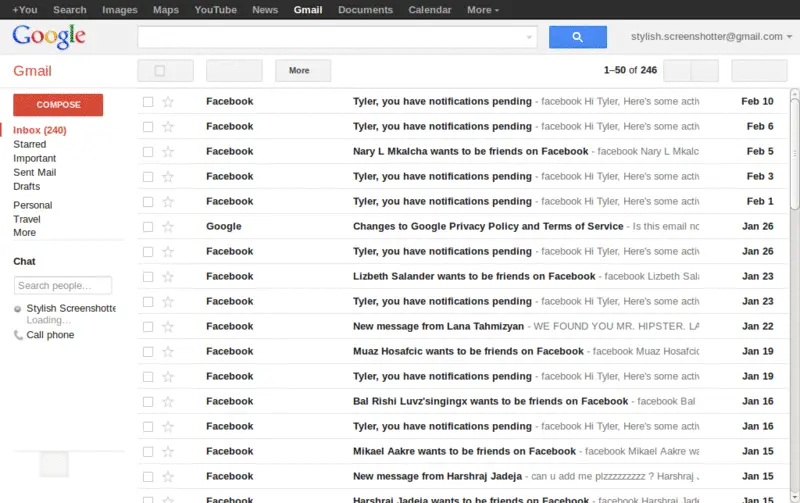 +You Search Images Maps YouTube News Gmail Documents Calendar More
Google
stylish.screenshotter@gmail.com
Gmail More 1–50 of 246
COMPOSE
Inbox (240)
Starred
Important
Sent Mail
Drafts
Personal
Travel
More
Chat
Search people…
Stylish Screenshotte
Loading…
Call phone
Facebook Tyler, you have notifications pending - facebook Hi Tyler, Here's some activ Feb 10
Facebook Tyler, you have notifications pending - facebook Hi Tyler, Here's some activ Feb 6
Facebook Nary L Mkalcha wants to be friends on Facebook - facebook Nary L Mkalc Feb 5
Facebook Tyler, you have notifications pending - facebook Hi Tyler, Here's some activ Feb 3
Facebook Tyler, you have notifications pending - facebook Hi Tyler, Here's some activ Feb 1
Google Changes to Google Privacy Policy and Terms of Service - Is this email no Jan 26
Facebook Tyler, you have notifications pending - facebook Hi Tyler, Here's some activ Jan 26
Facebook Lizbeth Salander wants to be friends on Facebook - facebook Lizbeth Sala Jan 23
Facebook Tyler, you have notifications pending - facebook Hi Tyler, Here's some activ Jan 23
Facebook New message from Lana Tahmizyan - WE FOUND YOU MR. HIPSTER. LA Jan 22
Facebook Muaz Hosafcic wants to be friends on Facebook - facebook Muaz Hosafcic Jan 19
Facebook Tyler, you have notifications pending - facebook Hi Tyler, Here's some activ Jan 19
Facebook Bal Rishi Luvz'singingx wants to be friends on Facebook - facebook Bal Jan 16
Facebook Tyler, you have notifications pending - facebook Hi Tyler, Here's some activ Jan 16
Facebook Mikael Aakre wants to be friends on Facebook - facebook Mikael Aakre wa Jan 15
Facebook New message from Harshraj Jadeja - can u add me plzzzzzzzzz ? Harshraj J Jan 15
Facebook Harshraj Jadeja wants to be friends on Facebook - facebook Harshraj Jade Jan 15